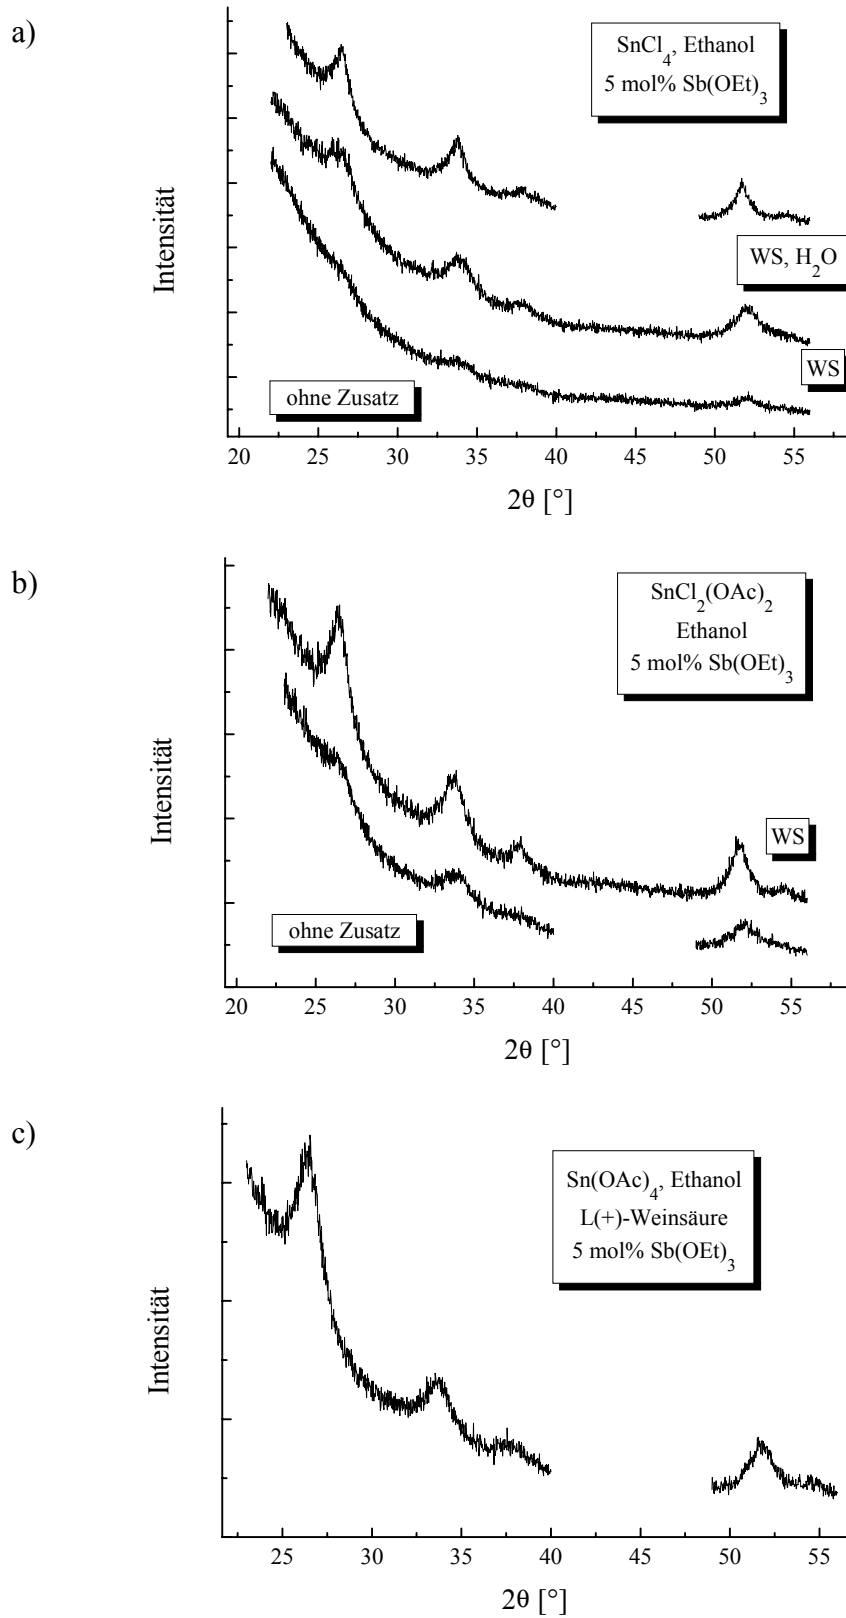 a)
SnCl4, Ethanol
5 mol% Sb(OEt)3
WS, H2O
WS
ohne Zusatz
Intensität
20 25 30 35 40 45 50 55
2θ [°]
b)
SnCl2(OAc)2
Ethanol
5 mol% Sb(OEt)3
WS
ohne Zusatz
Intensität
20 25 30 35 40 45 50 55
2θ [°]
c)
Sn(OAc)4, Ethanol
L(+)-Weinsäure
5 mol% Sb(OEt)3
Intensität
25 30 35 40 45 50 55
2θ [°]